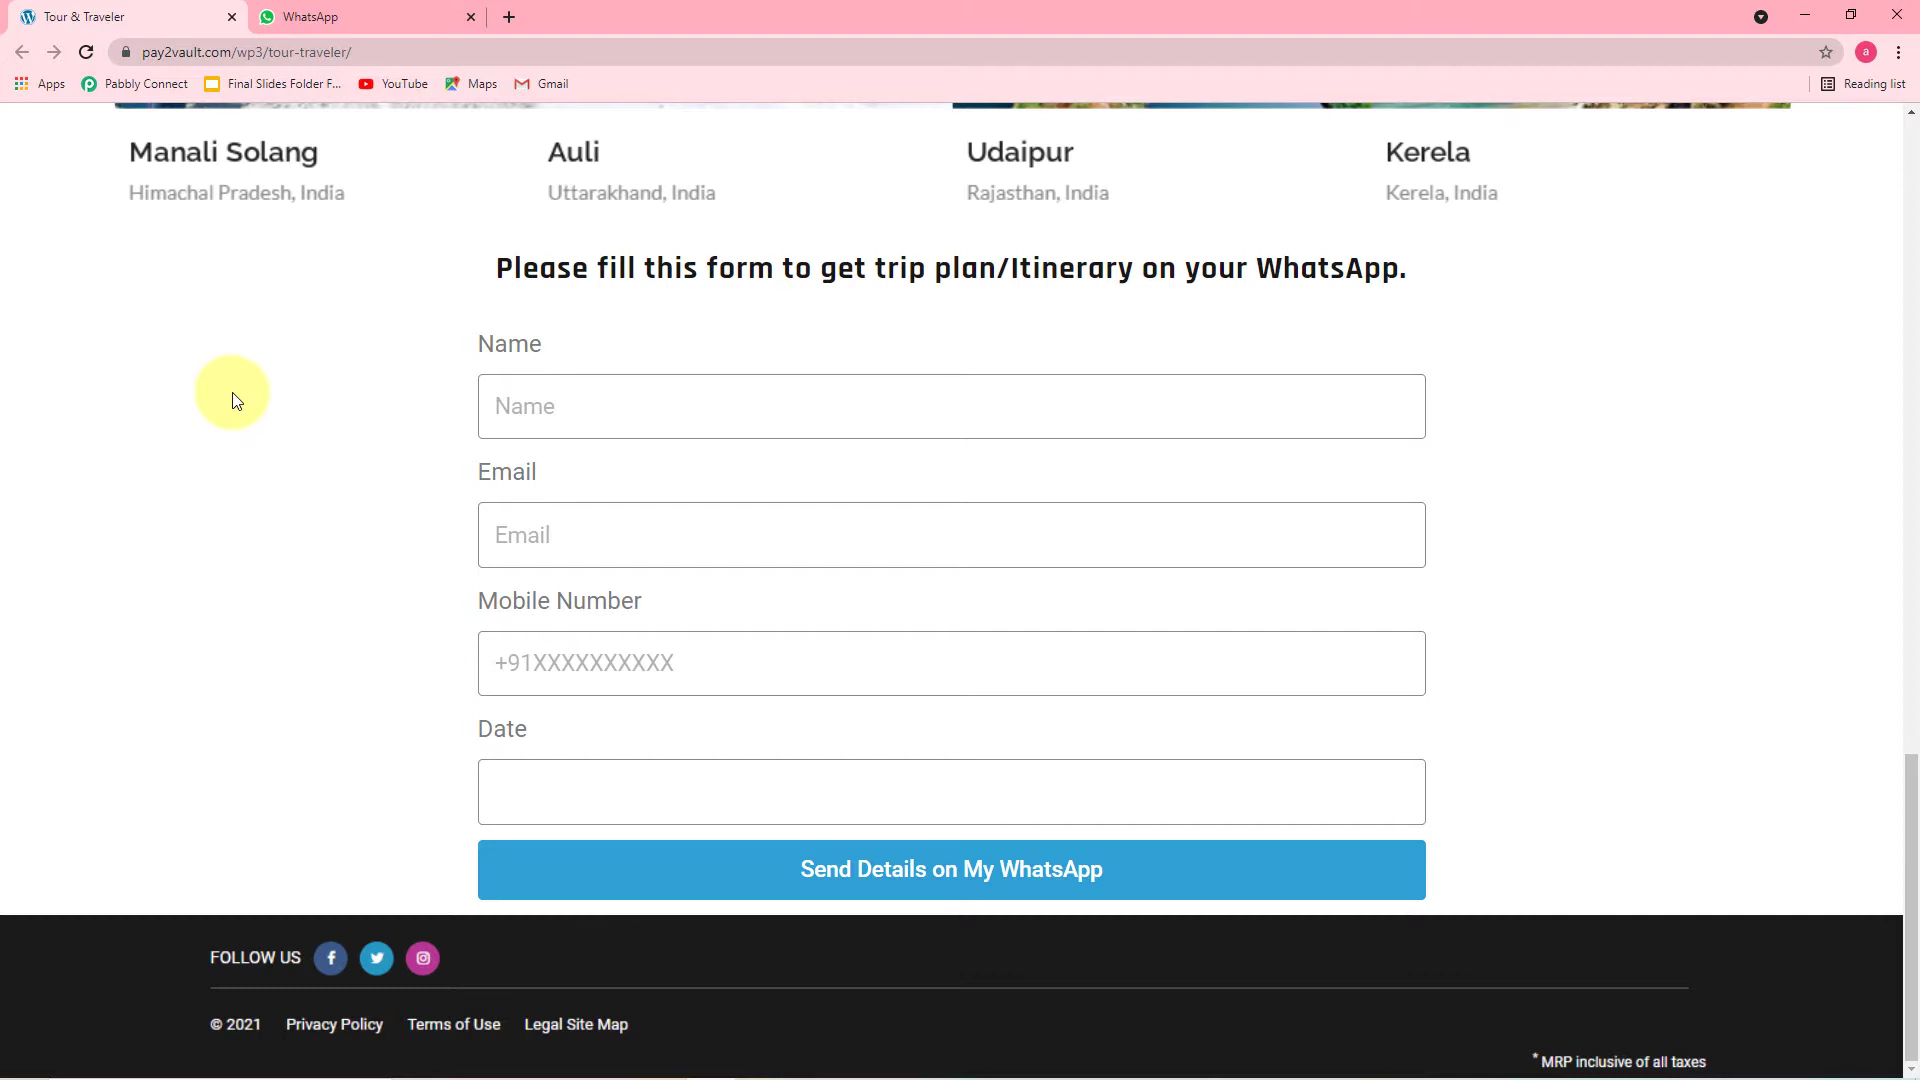 Tour & Traveler
WhatsApp
pay2vault.com/wp3/tour-traveler/
a
Apps
Pabbly Connect
Final Slides Folder F...
YouTube
Maps
Gmail
Reading list
Manali Solang
Auli
Udaipur
Kerela
Himachal Pradesh, India
Uttarakhand, India
Rajasthan, India
Kerela, India
Please fill this form to get trip plan/Itinerary on your WhatsApp.
Name
Name
Email
Email
Mobile Number
+91XXXXXXXXXX
Date
Send Details on My WhatsApp
FOLLOW US
© 2021 Privacy Policy Terms of Use Legal Site Map
* MRP inclusive of all taxes